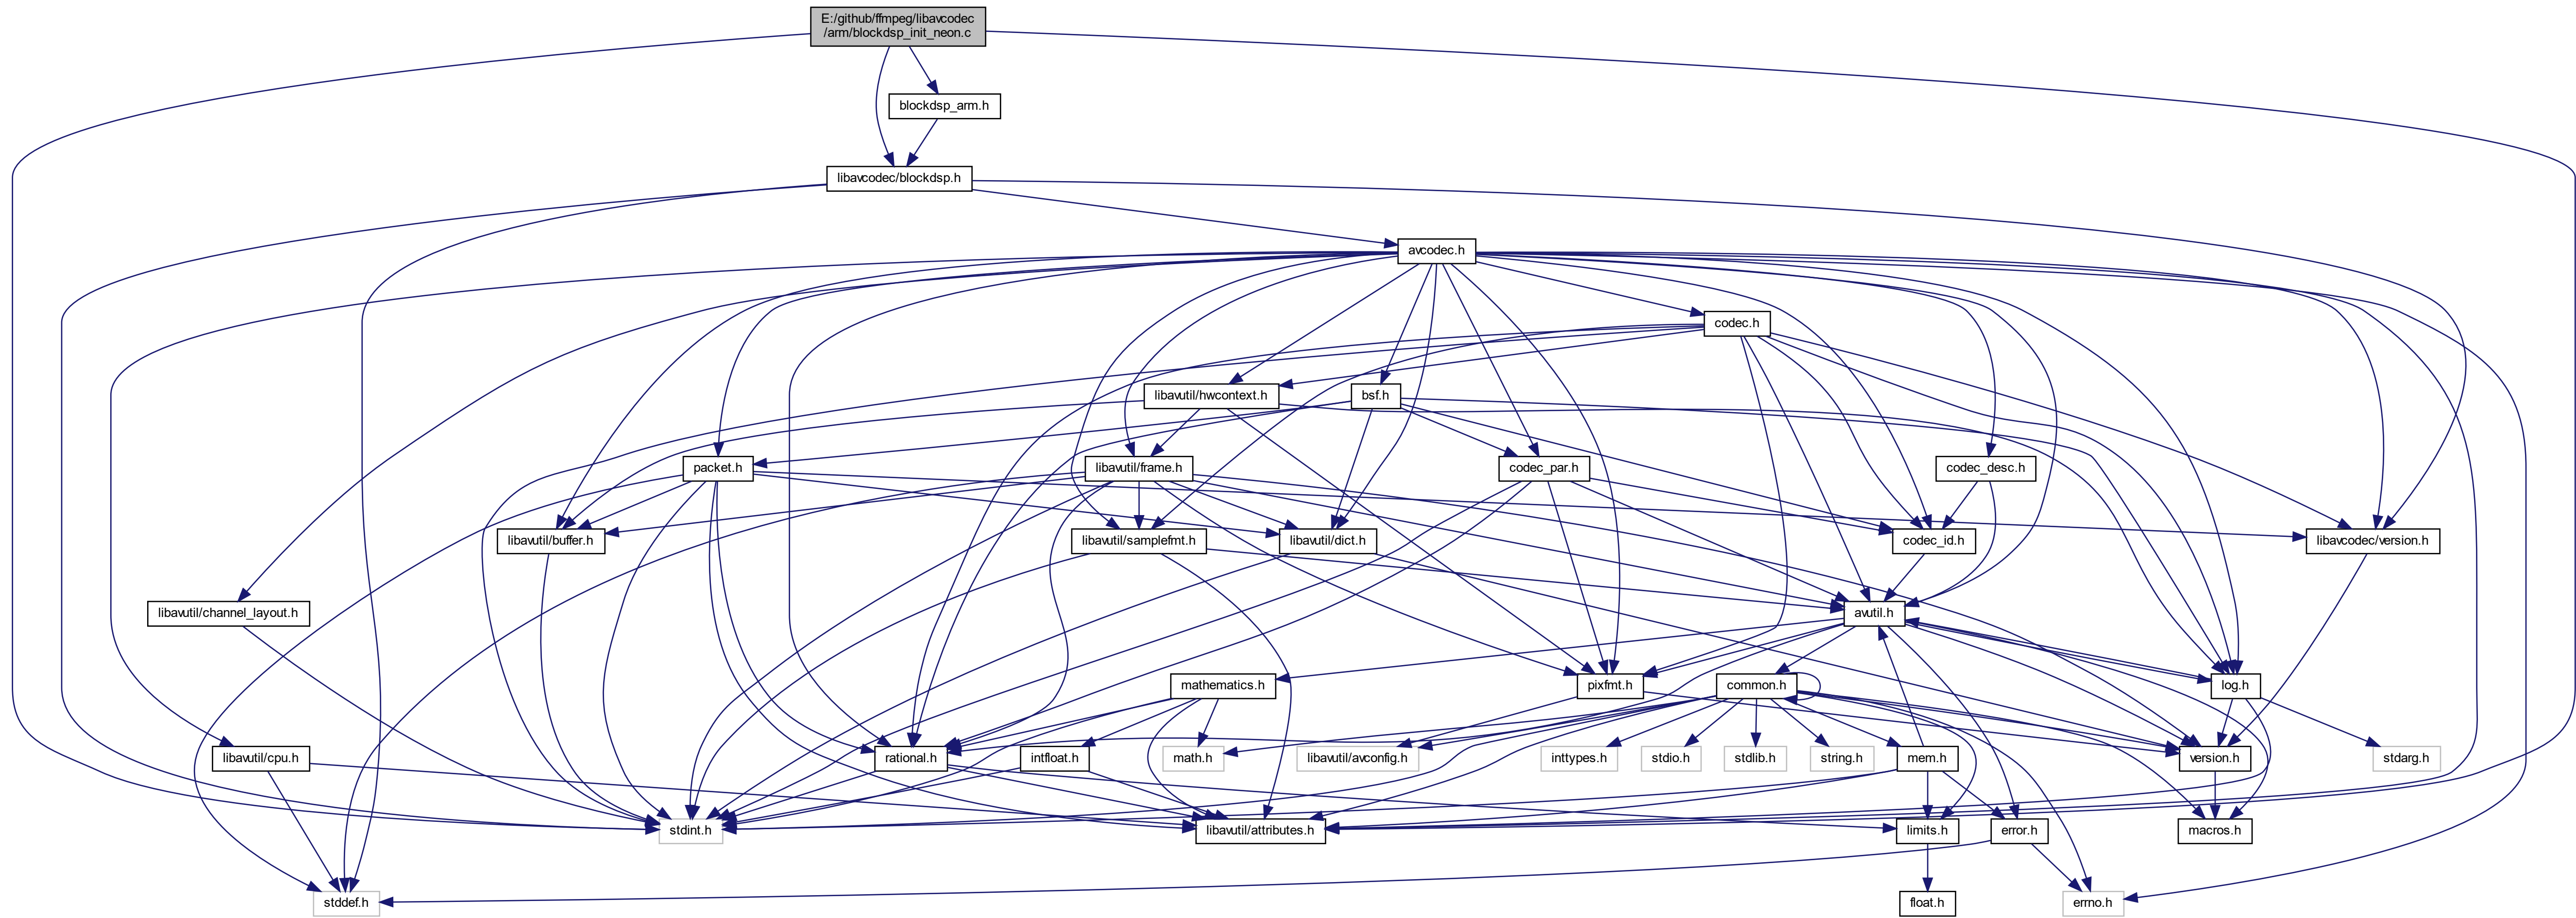 E:/github/ffmpeg/libavcodec
/arm/blockdsp_init_neon.c
blockdsp_arm.h
libavcodec/blockdsp.h
avcodec.h
codec.h
libavutil/hwcontext.h
bsf.h
packet.h
libavutil/frame.h
codec_par.h
codec_desc.h
libavutil/buffer.h
libavutil/samplefmt.h
libavutil/dict.h
codec_id.h
libavcodec/version.h
libavutil/channel_layout.h
avutil.h
mathematics.h
pixfmt.h
common.h
log.h
libavutil/cpu.h
rational.h
intfloat.h
math.h
libavutil/avconfig.h
inttypes.h
stdio.h
stdlib.h
string.h
mem.h
version.h
stdarg.h
stdint.h
libavutil/attributes.h
limits.h
error.h
macros.h
stddef.h
float.h
errno.h